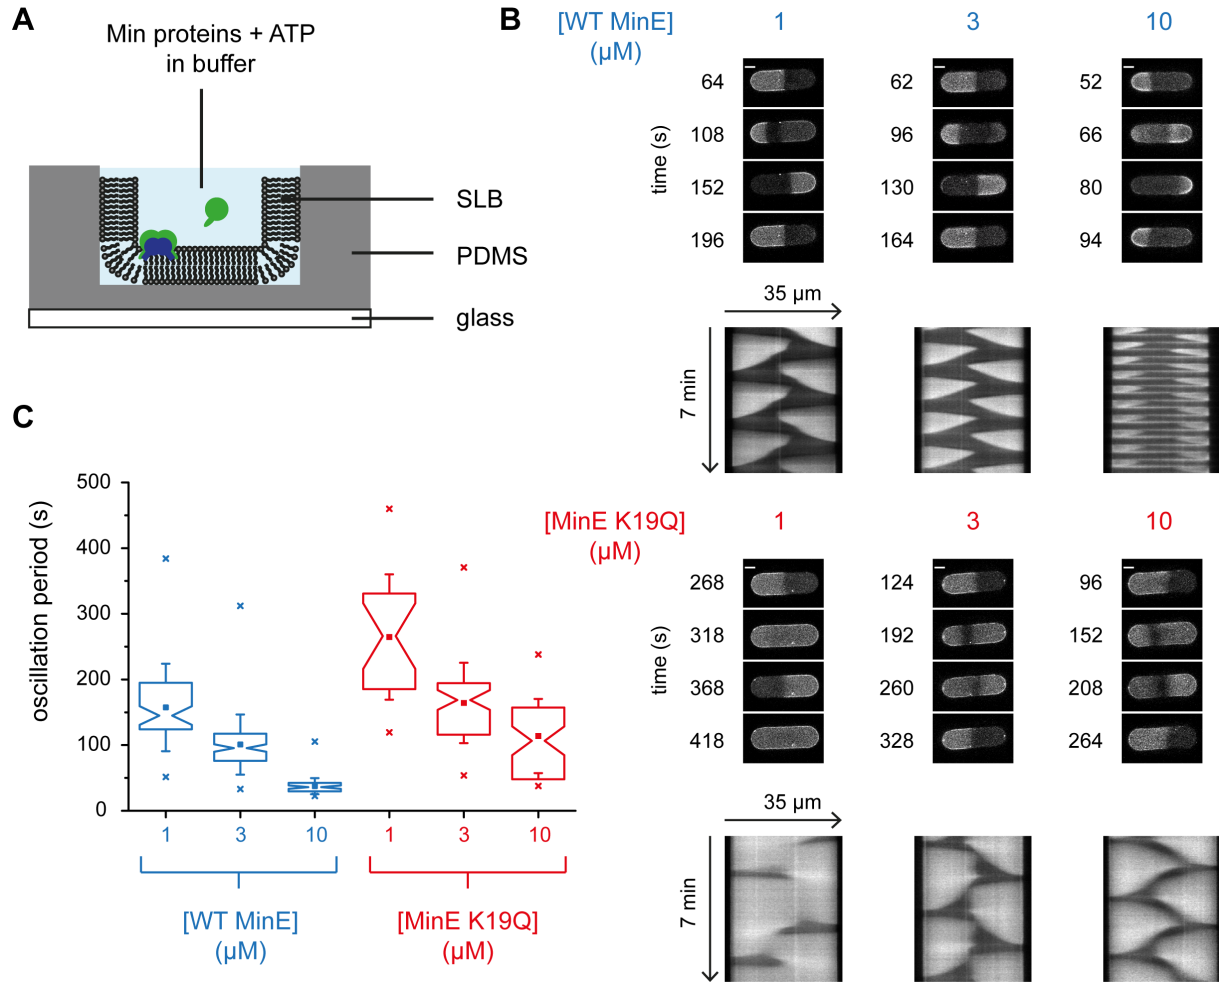 A
Min proteins + ATP
in buffer
SLB
PDMS
glass
B
[WT MinE]
(µM)
1
3
10
time (s)
64
108
152
196
62
96
130
164
52
66
80
94
35 µm
7 min
[MinE K19Q]
(µM)
1
3
10
time (s)
268
318
368
418
124
192
260
328
96
152
208
264
35 µm
7 min
C
oscillation period (s)
500
400
300
200
100
0
1
3
10
1
3
10
[WT MinE]
(µM)
[MinE K19Q]
(µM)